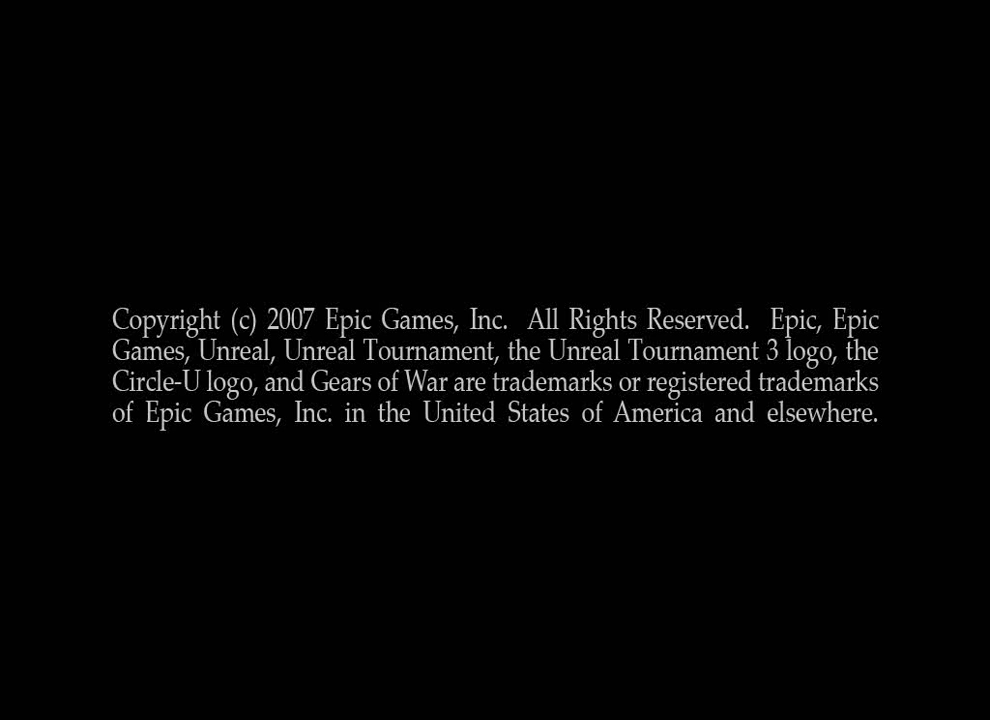 Copyright (c) 2007 Epic Games, Inc.  All Rights Reserved.  Epic, Epic
Games, Unreal, Unreal Tournament, the Unreal Tournament 3 logo, the
Circle-U logo, and Gears of War are trademarks or registered trademarks
of Epic Games, Inc. in the United States of America and elsewhere.